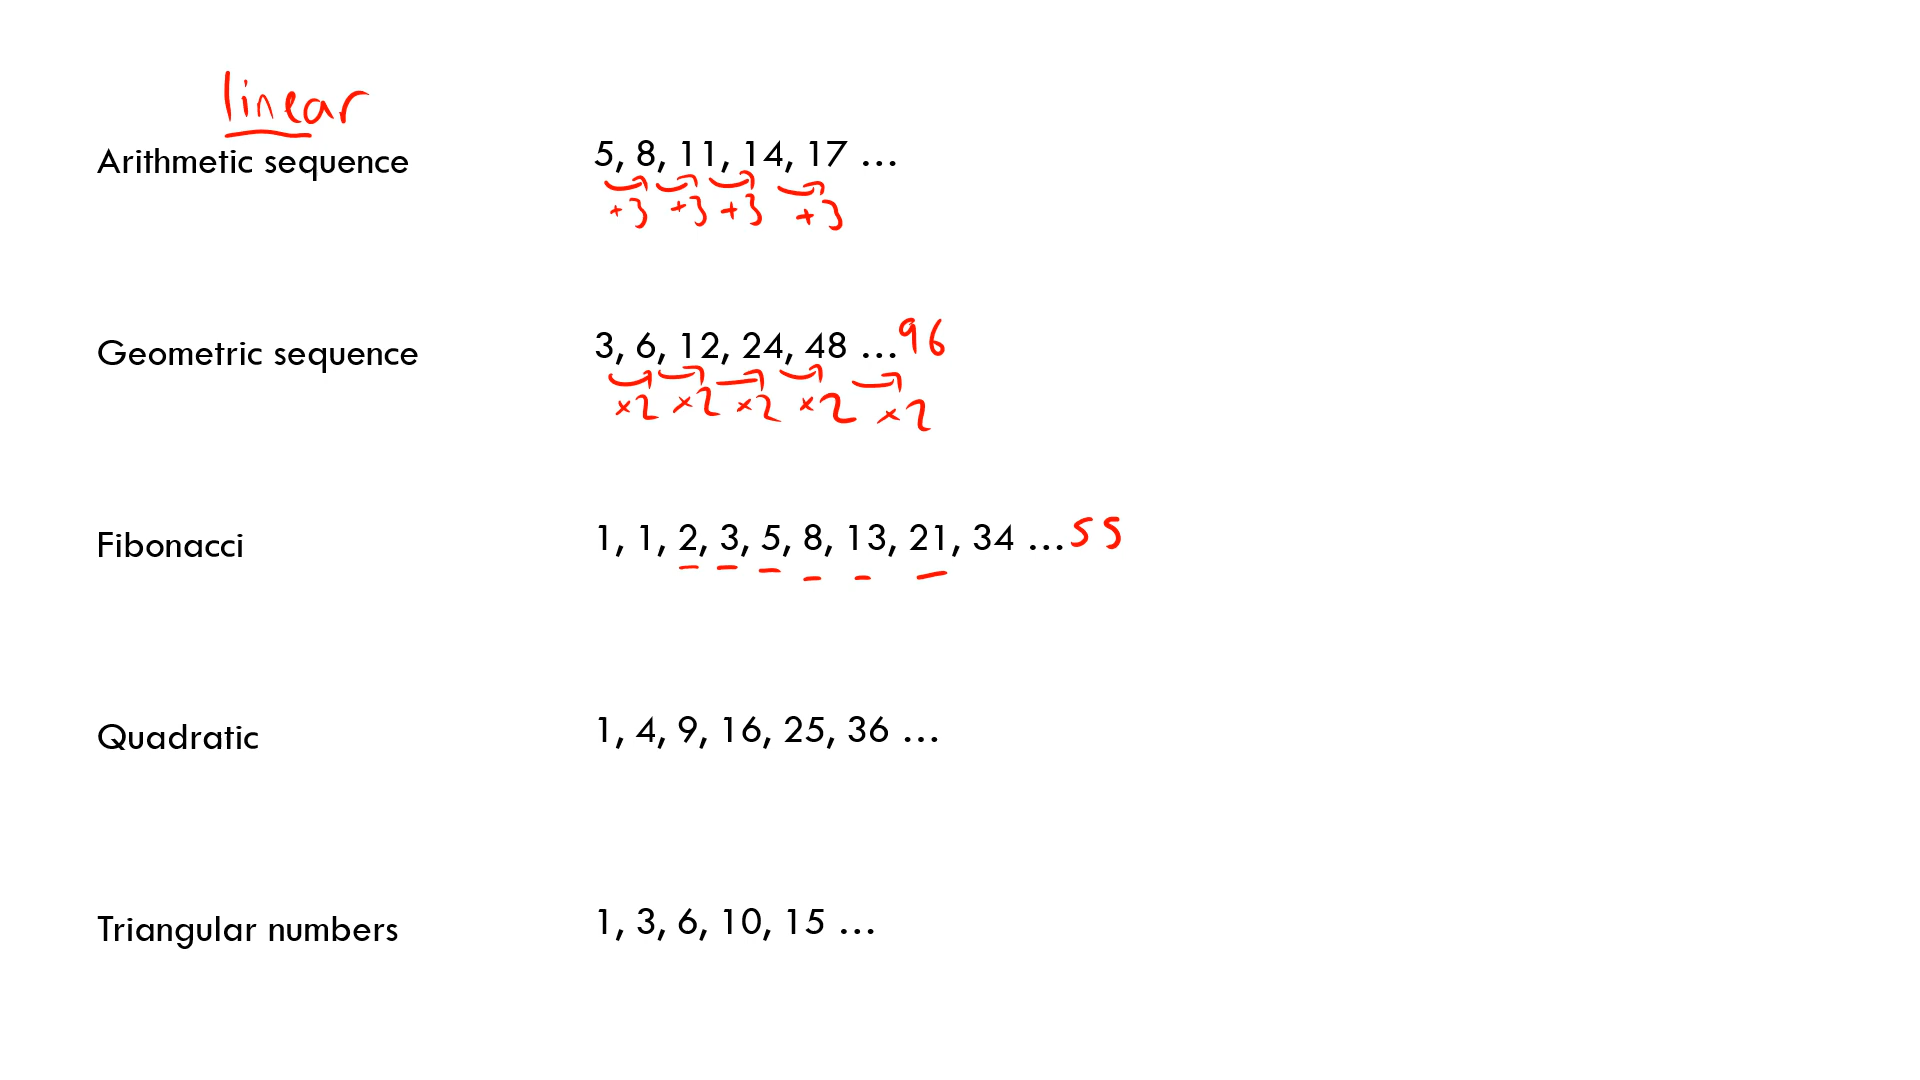 linear
Arithmetic sequence 5, 8, 11, 14, 17 ...
+3 +3 +3 +3
Geometric sequence 3, 6, 12, 24, 48 ... 96
×2 ×2 ×2 ×2 ×2
Fibonacci 1, 1, 2, 3, 5, 8, 13, 21, 34 ... 55
Quadratic 1, 4, 9, 16, 25, 36 ...
Triangular numbers 1, 3, 6, 10, 15 ...